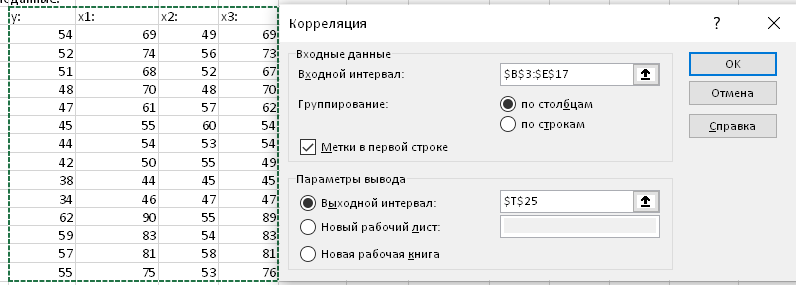 неданные:
y: x1: x2: x3:
54 69 49 69
52 74 56 73
51 68 52 67
48 70 48 70
47 61 57 62
45 55 60 54
44 54 53 54
42 50 55 49
38 44 45 45
34 46 47 47
62 90 55 89
59 83 54 83
57 81 58 81
55 75 53 76
Корреляция
? ×
Входные данные
Входной интервал: $B$3:$E$17
Группирование: по столбцам
по строкам
Метки в первой строке
Параметры вывода
Выходной интервал: $T$25
Новый рабочий лист:
Новая рабочая книга
ОК
Отмена
Справка